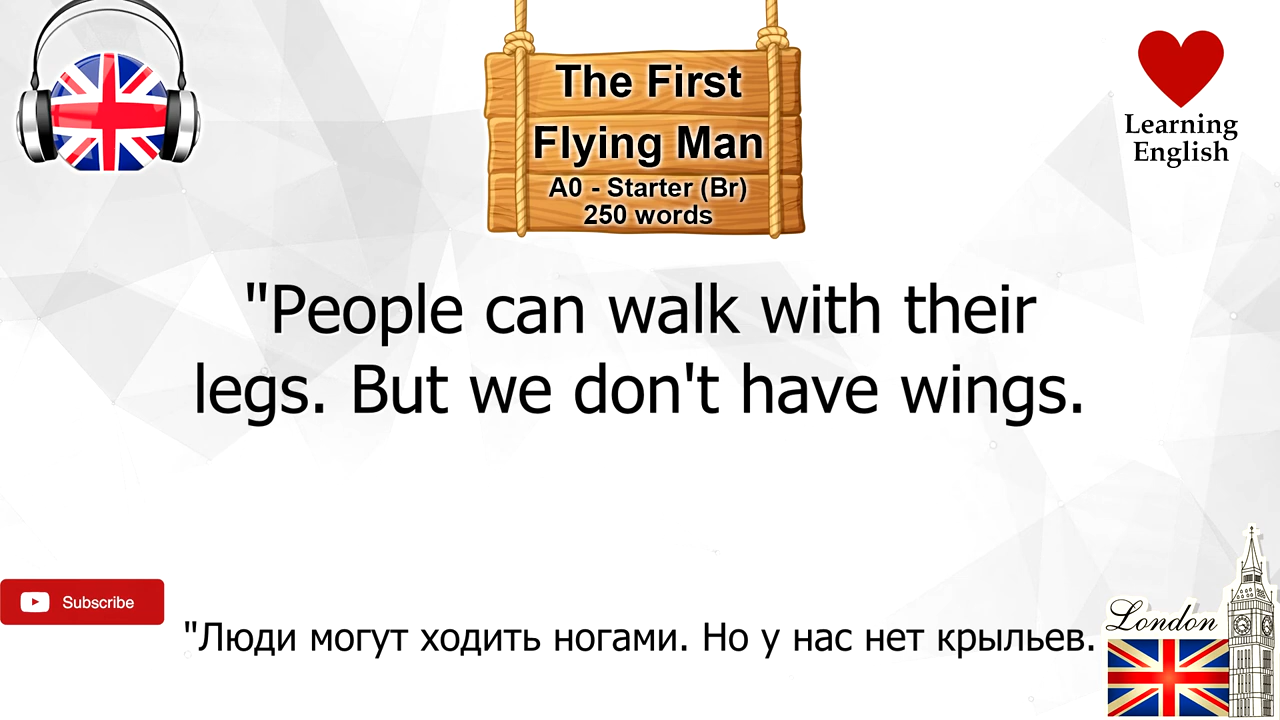 The First
Flying Man
A0 - Starter (Br)
250 words
Learning
English
"People can walk with their
legs. But we don't have wings.
Subscribe
"Люди могут ходить ногами. Но у нас нет крыльев.
London